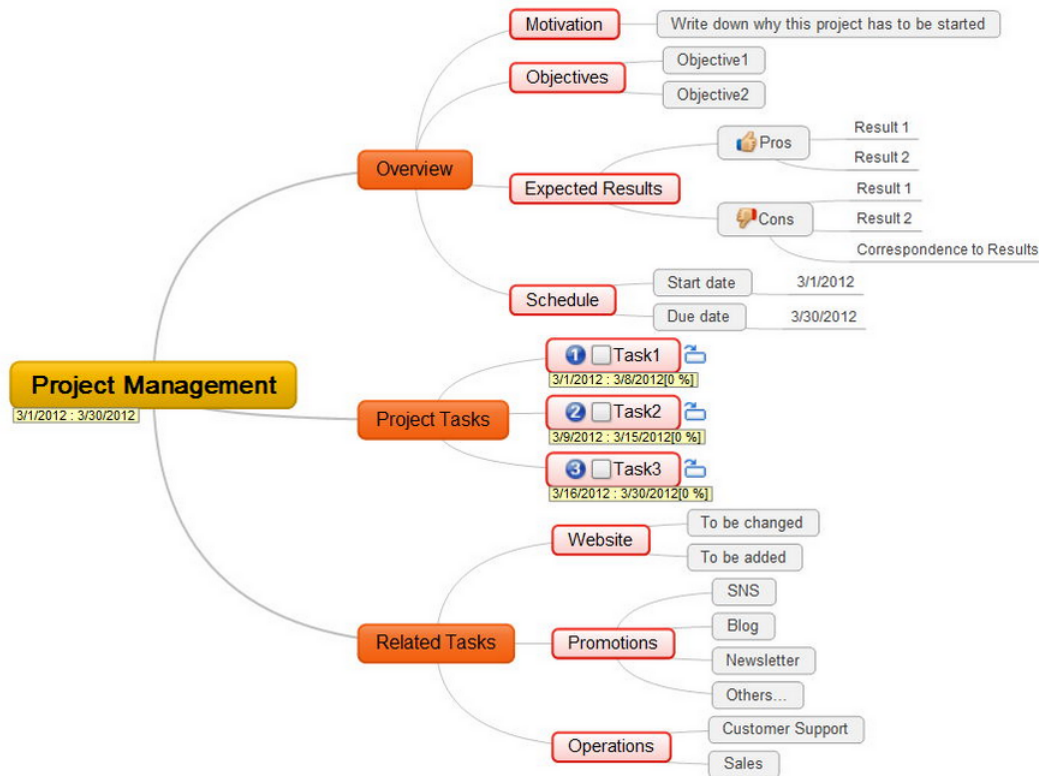 Project Management
3/1/2012 : 3/30/2012
Overview
Motivation
Write down why this project has to be started
Objectives
Objective1
Objective2
Expected Results
Pros
Result 1
Result 2
Cons
Result 1
Result 2
Correspondence to Results
Schedule
Start date
3/1/2012
Due date
3/30/2012
Project Tasks
1 Task1
3/1/2012 : 3/8/2012[0 %]
2 Task2
3/9/2012 : 3/15/2012[0 %]
3 Task3
3/16/2012 : 3/30/2012[0 %]
Related Tasks
Website
To be changed
To be added
Promotions
SNS
Blog
Newsletter
Others...
Operations
Customer Support
Sales